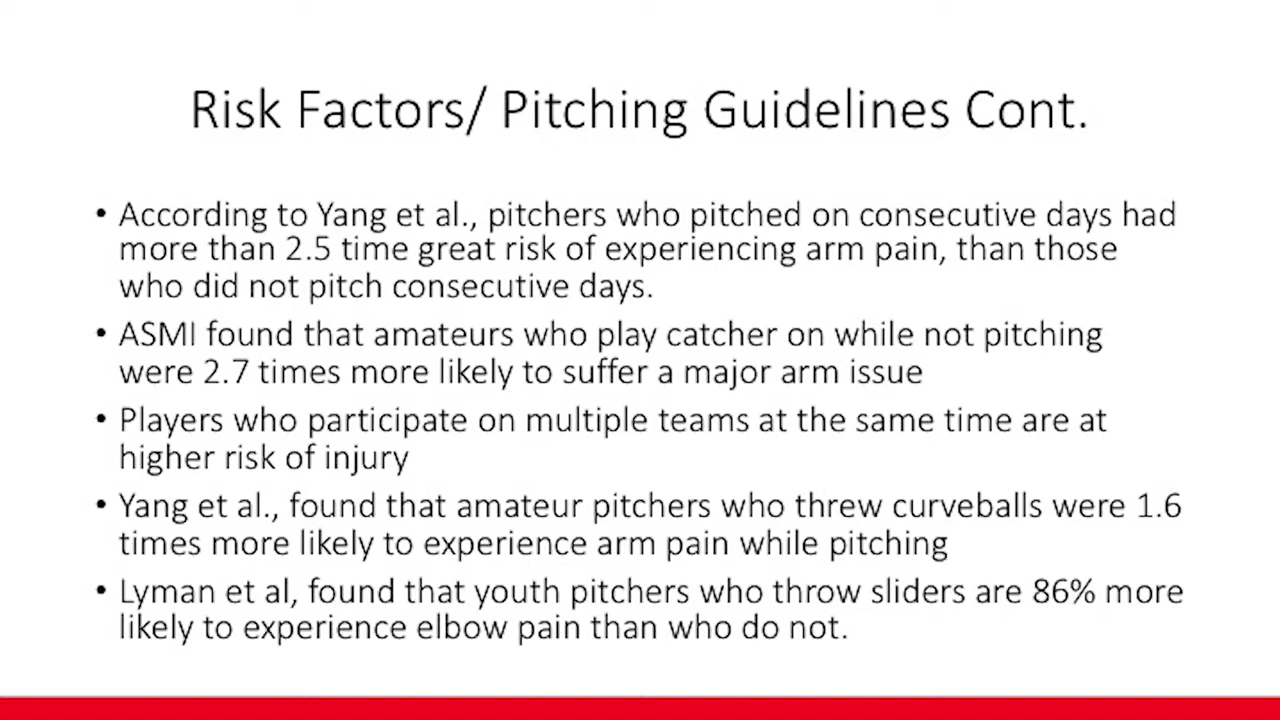 Risk Factors/ Pitching Guidelines Cont.
• According to Yang et al., pitchers who pitched on consecutive days had
more than 2.5 time great risk of experiencing arm pain, than those
who did not pitch consecutive days.
• ASMI found that amateurs who play catcher on while not pitching
were 2.7 times more likely to suffer a major arm issue
• Players who participate on multiple teams at the same time are at
higher risk of injury
• Yang et al., found that amateur pitchers who threw curveballs were 1.6
times more likely to experience arm pain while pitching
• Lyman et al, found that youth pitchers who throw sliders are 86% more
likely to experience elbow pain than who do not.